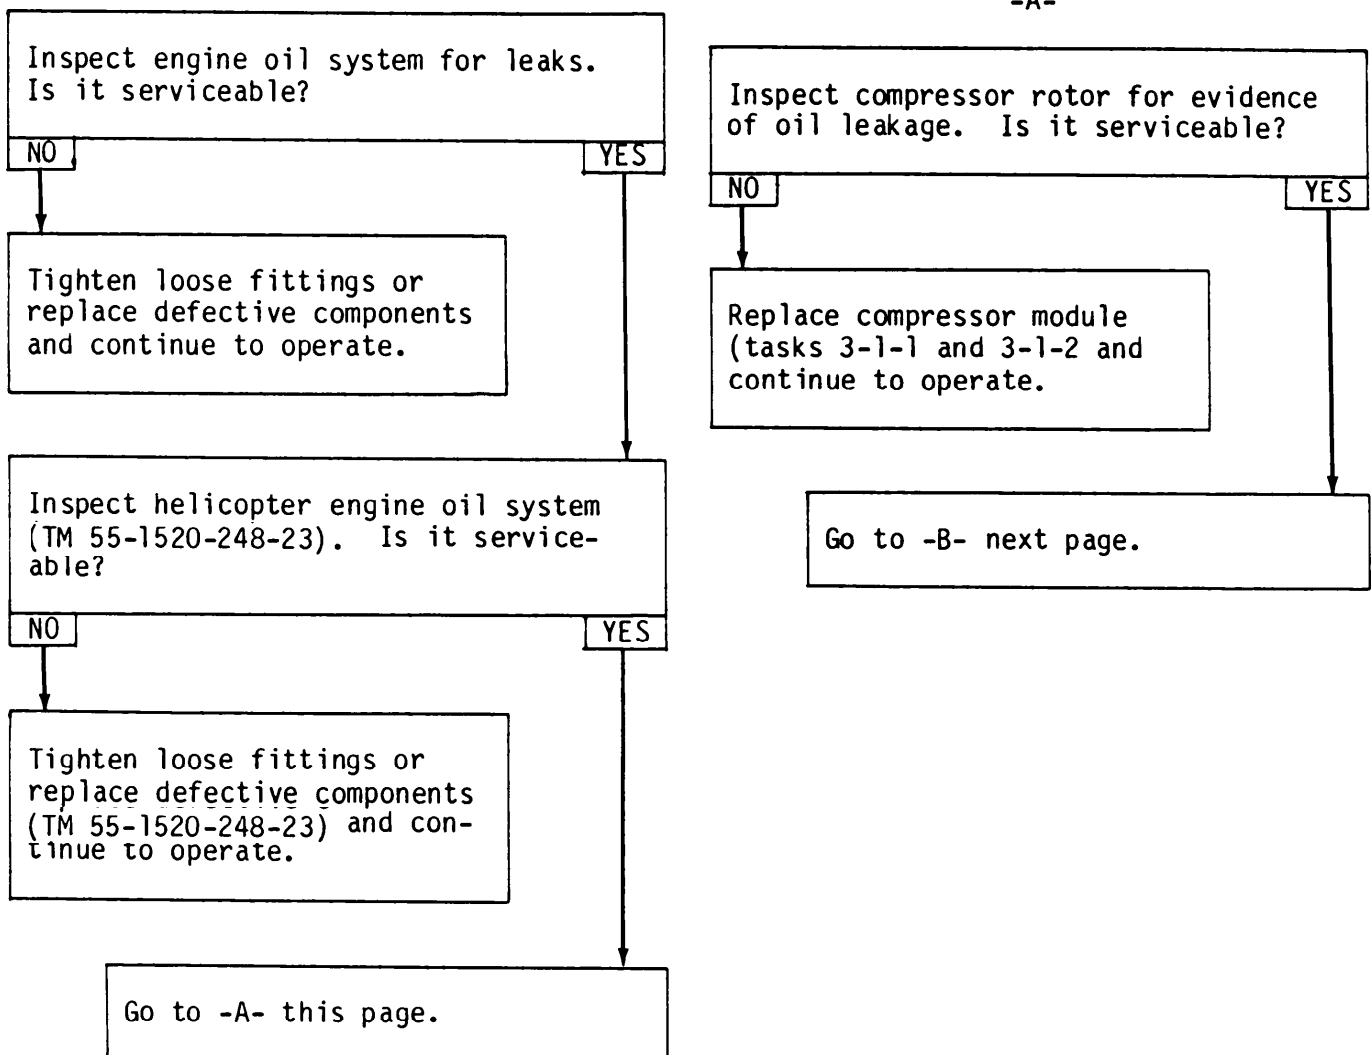 Inspect engine oil system for leaks.
Is it serviceable?
NO
YES
Tighten loose fittings or
replace defective components
and continue to operate.
Inspect helicopter engine oil system
(TM 55-1520-248-23). Is it service-
able?
NO
YES
Tighten loose fittings or
replace defective components
(TM 55-1520-248-23) and con-
tinue to operate.
Go to -A- this page.
-A-
Inspect compressor rotor for evidence
of oil leakage. Is it serviceable?
NO
YES
Replace compressor module
(tasks 3-1-1 and 3-1-2 and
continue to operate.
Go to -B- next page.